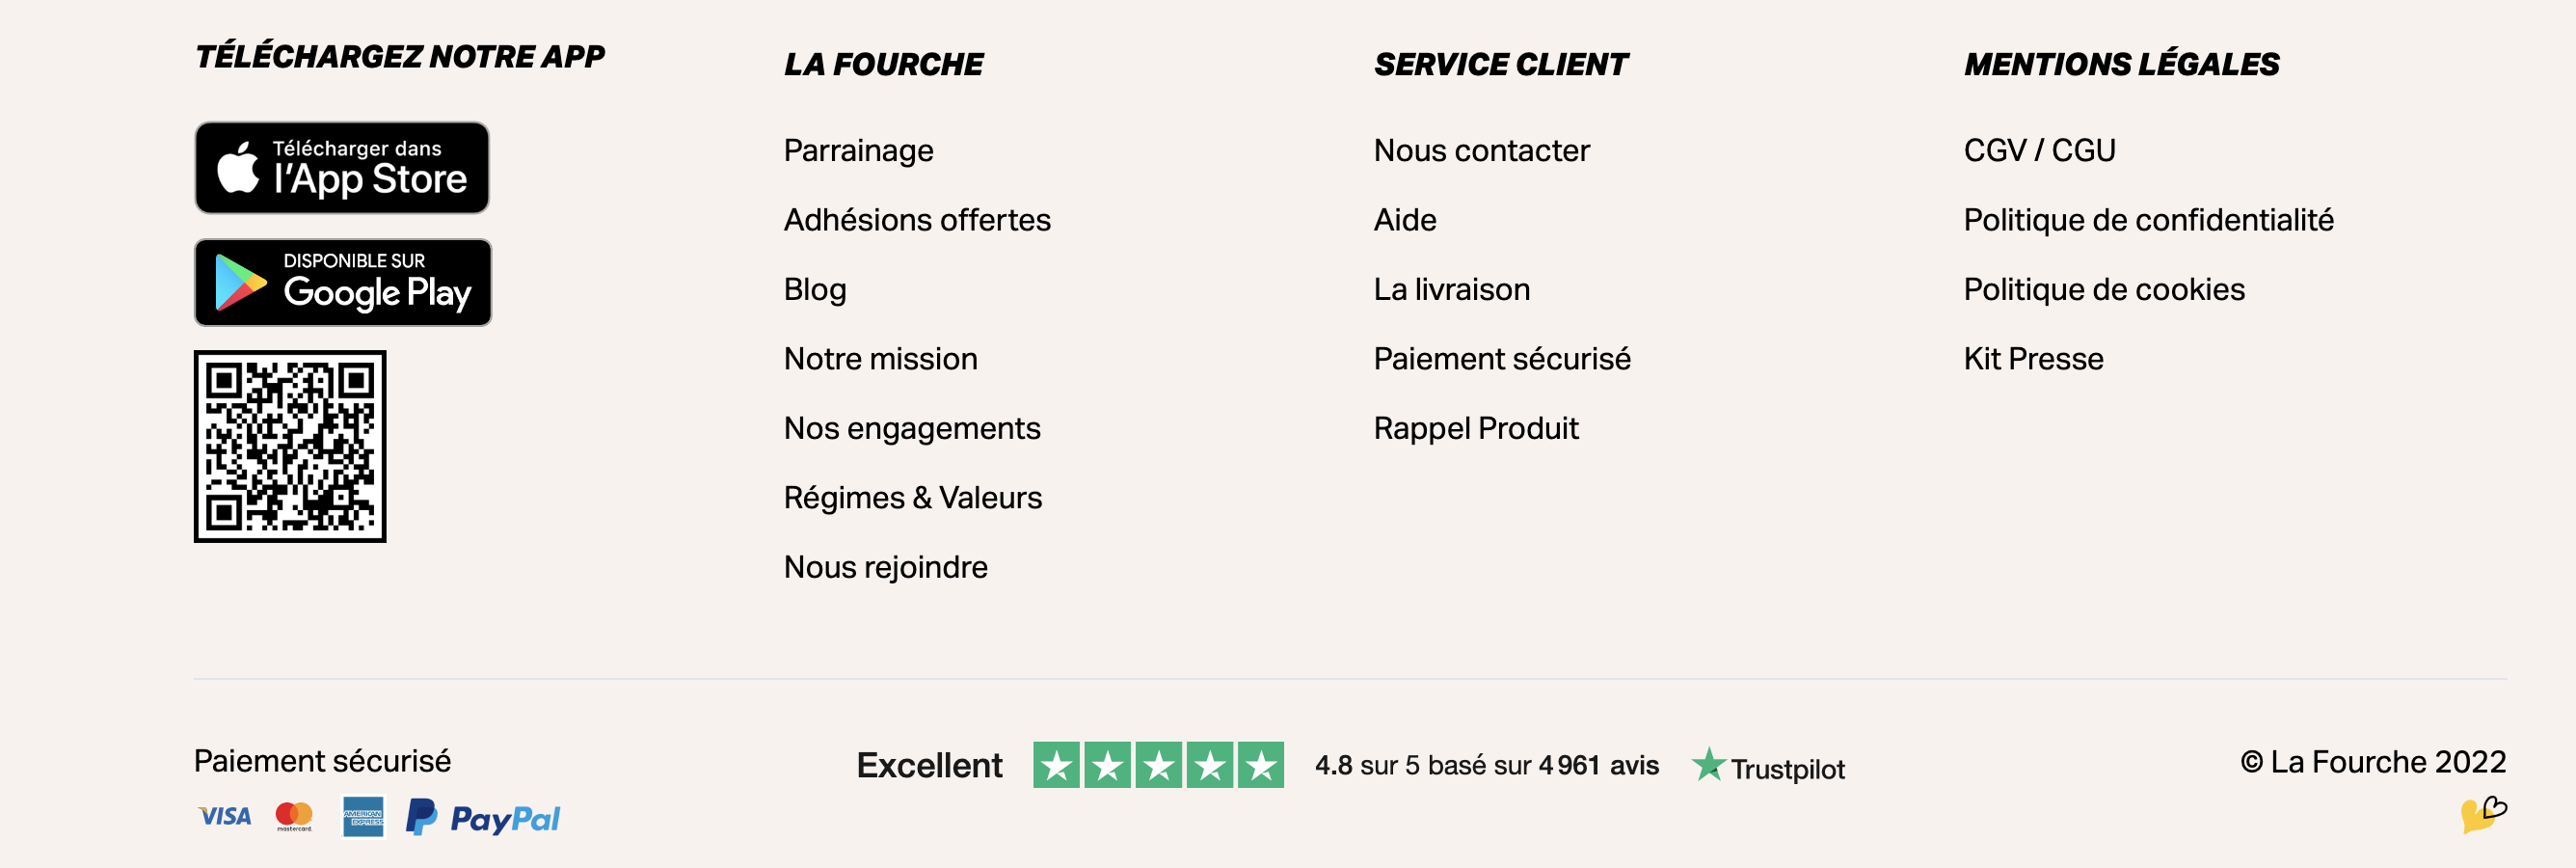 TÉLÉCHARGEZ NOTRE APP
Télécharger dans
l'App Store
DISPONIBLE SUR
Google Play
LA FOURCHE
Parrainage
Adhésions offertes
Blog
Notre mission
Nos engagements
Régimes & Valeurs
Nous rejoindre
SERVICE CLIENT
Nous contacter
Aide
La livraison
Paiement sécurisé
Rappel Produit
MENTIONS LÉGALES
CGV / CGU
Politique de confidentialité
Politique de cookies
Kit Presse
Paiement sécurisé
VISA mastercard. AMERICAN EXPRESS PayPal
Excellent 4.8 sur 5 basé sur 4 961 avis Trustpilot
© La Fourche 2022